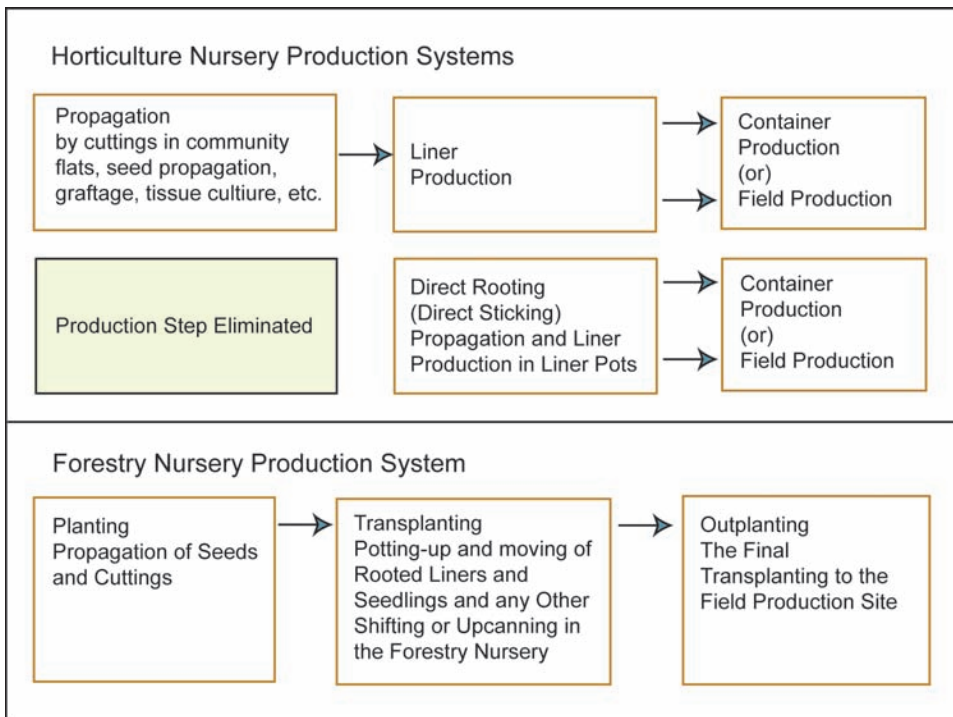 Horticulture Nursery Production Systems
Propagation
by cuttings in community
flats, seed propagation,
graftage, tissue cultiure, etc.
Liner
Production
Container
Production
(or)
Field Production
Production Step Eliminated
Direct Rooting
(Direct Sticking)
Propagation and Liner
Production in Liner Pots
Container
Production
(or)
Field Production
Forestry Nursery Production System
Planting
Propagation of Seeds
and Cuttings
Transplanting
Potting-up and moving of
Rooted Liners and
Seedlings and any Other
Shifting or Upcanning in
the Forestry Nursery
Outplanting
The Final
Transplanting to the
Field Production Site